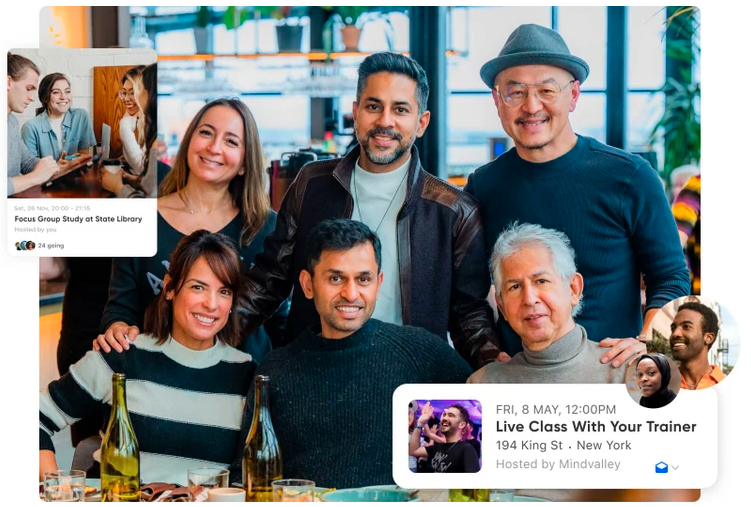 Sat, 26 Nov, 20:00 - 21:15
Focus Group Study at State Library
Hosted by you
24 going
FRI, 8 MAY, 12:00PM
Live Class With Your Trainer
194 King St · New York
Hosted by Mindvalley